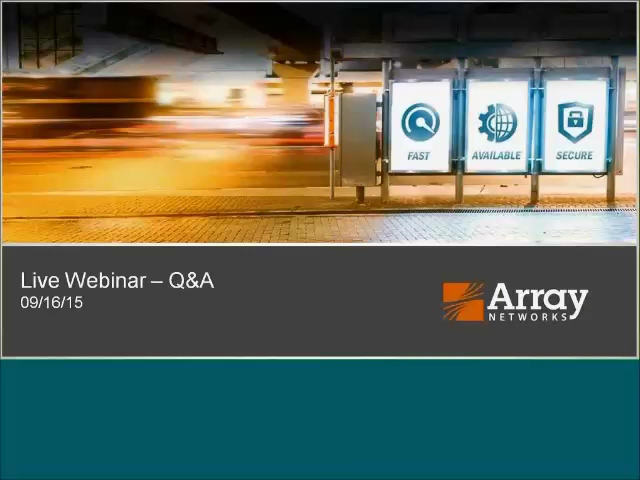 FAST
AVAILABLE
SECURE
Live Webinar – Q&A
09/16/15
Array
NETWORKS